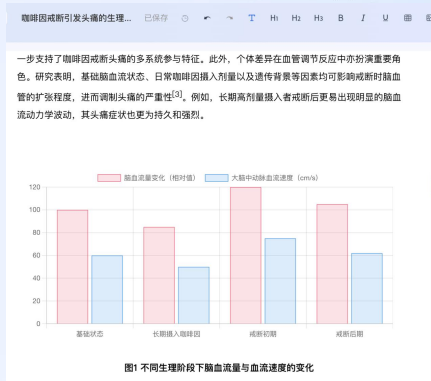 咖啡因戒断引发头痛的生理... 已保存 T H1 H2 H3 B I U
一步支持了咖啡因戒断头痛的多系统参与特征。此外，个体差异在血管调节反应中亦扮演重要角
色。研究表明，基础脑血流状态、日常咖啡因摄入剂量以及遗传背景等因素均可影响戒断时脑血
管的扩张程度，进而调制头痛的严重性[3]。例如，长期高剂量摄入者戒断后更易出现明显的脑血
流动力学波动，其头痛症状也更为持久和强烈。
脑血流量变化（相对值） 大脑中动脉血流速度（cm/s）
120
100
80
60
40
20
0
基础状态 长期摄入咖啡因 戒断初期 戒断后期
图1 不同生理阶段下脑血流量与血流速度的变化